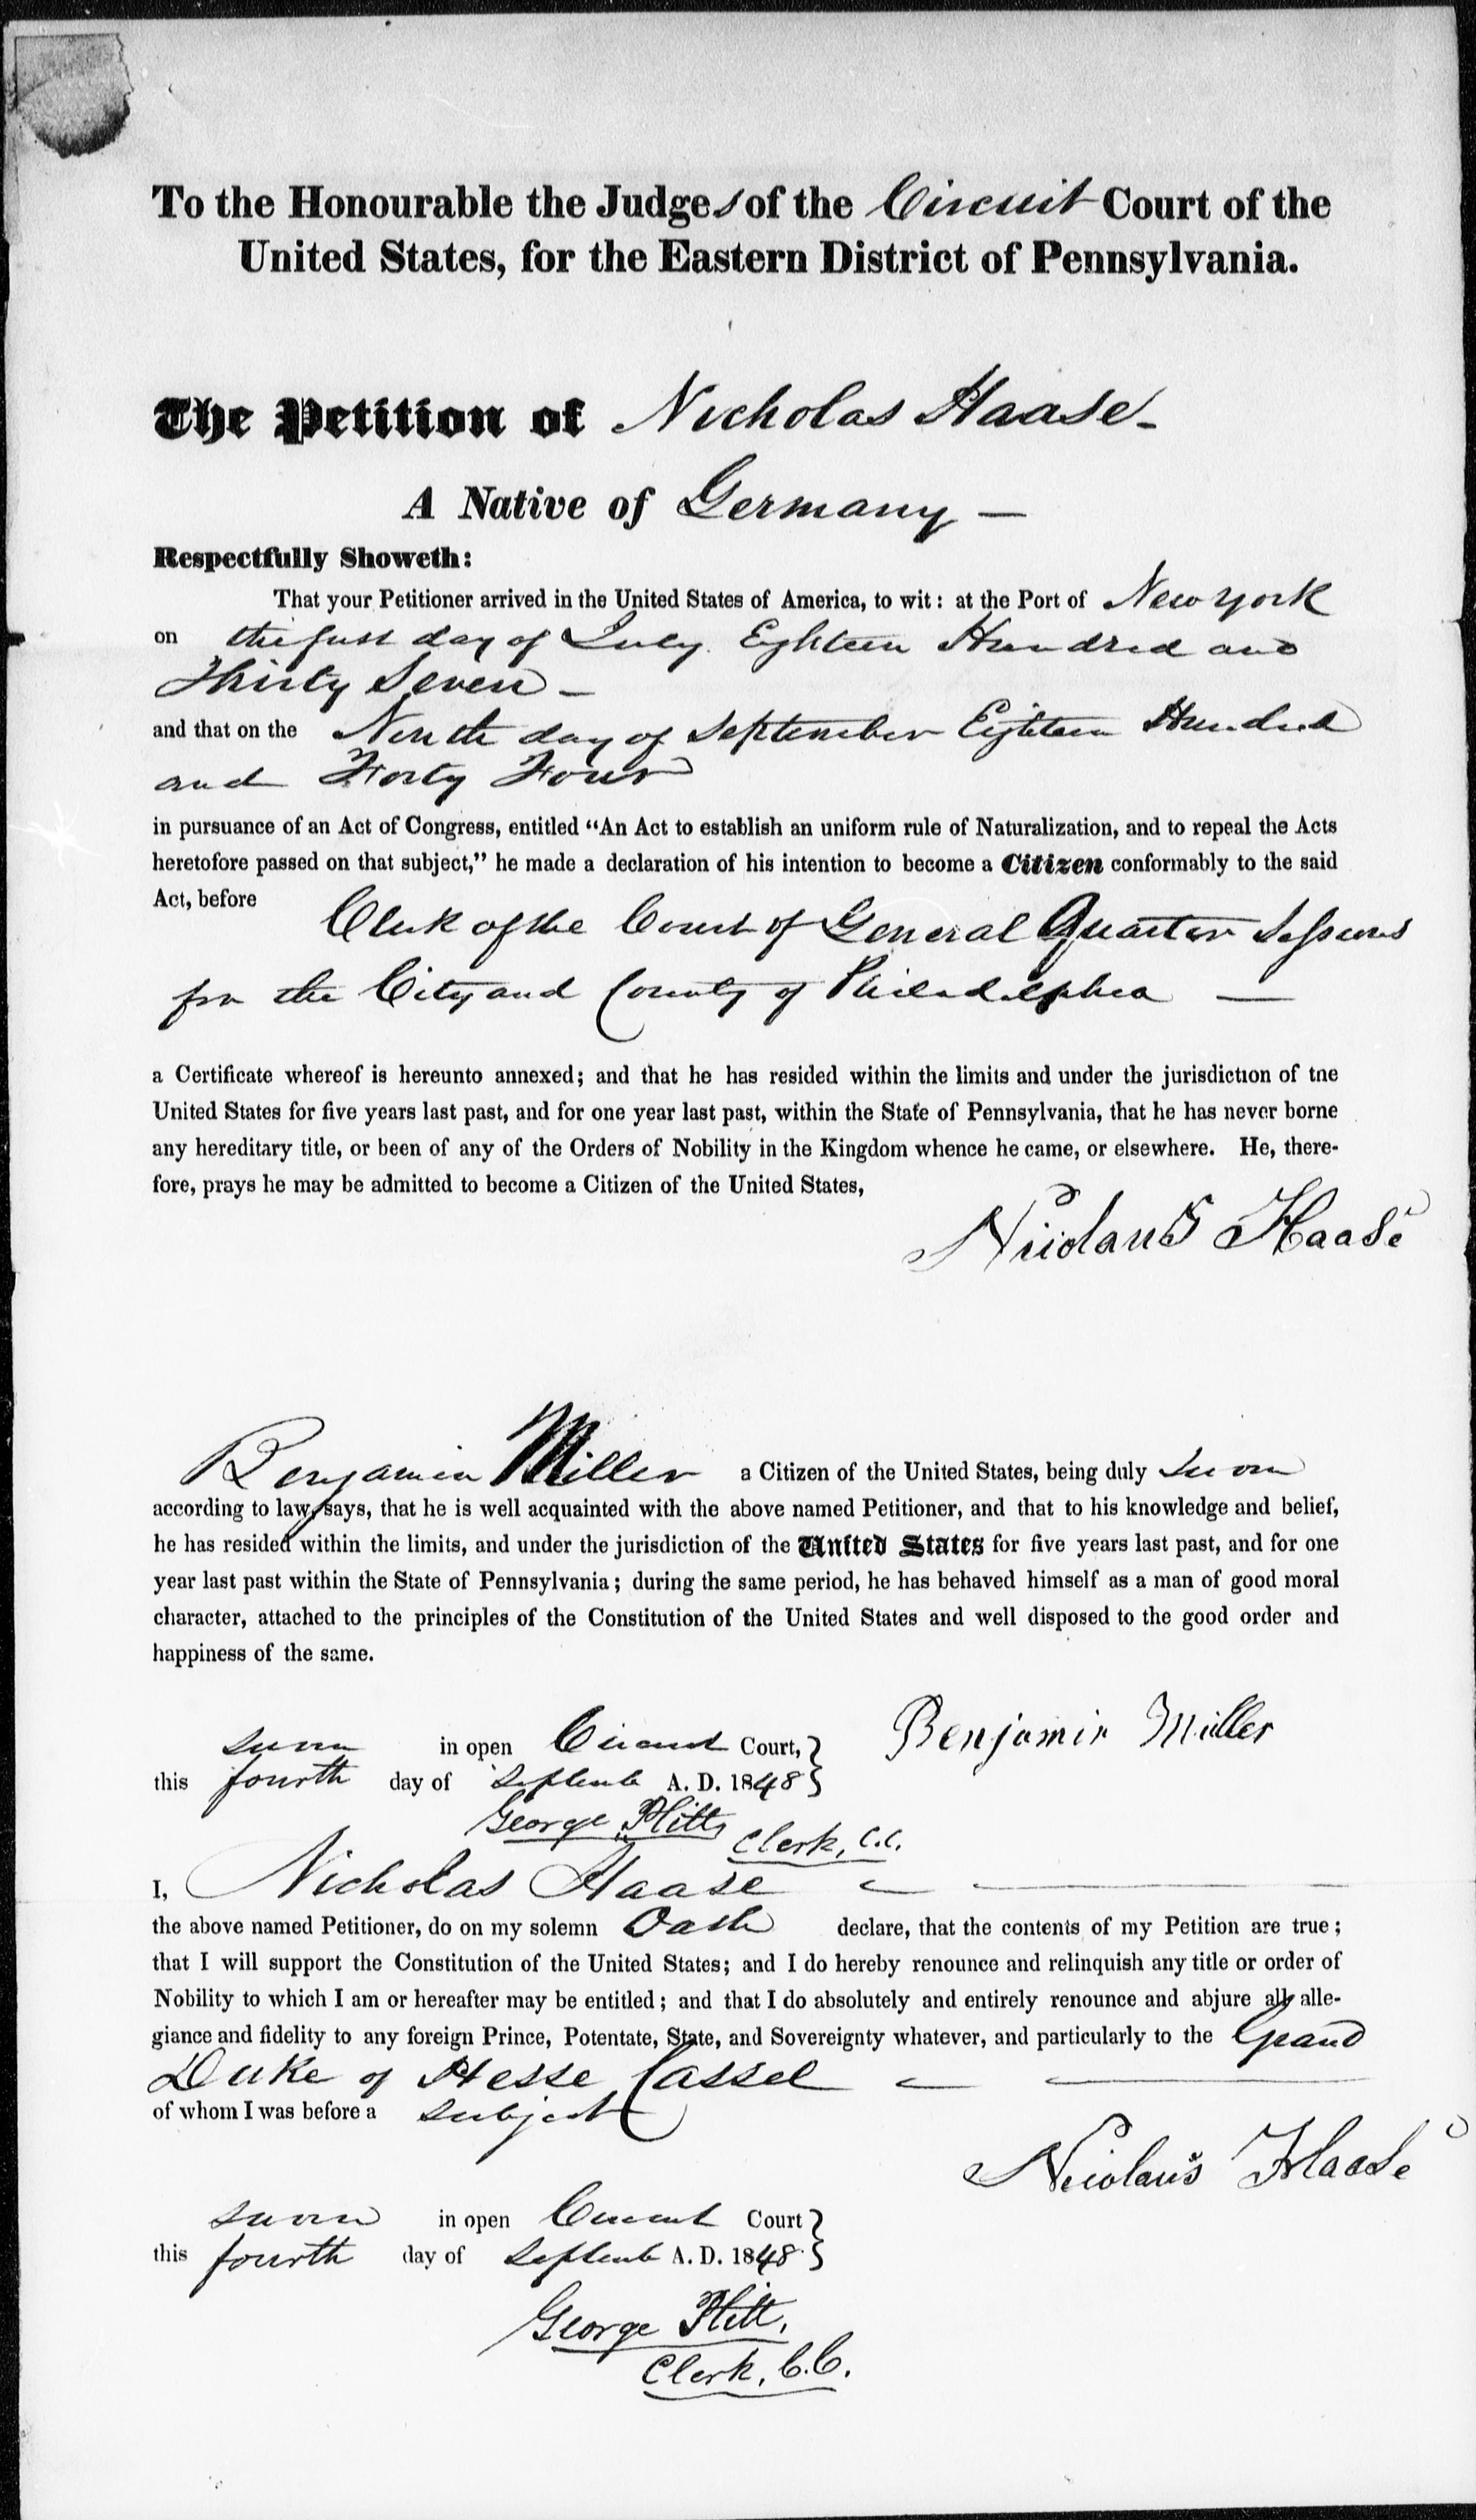 To the Honourable the Judges of the Circuit Court of the
United States, for the Eastern District of Pennsylvania.
The Petition of Nicholas Haase
A Native of Germany —
Respectfully Showeth:
That your Petitioner arrived in the United States of America, to wit: at the Port of New York
on the first day of July Eighteen Hundred and
Thirty Seven —
and that on the Ninth day of September Eighteen Hundred
and Forty Four
in pursuance of an Act of Congress, entitled “An Act to establish an uniform rule of Naturalization, and to repeal the Acts
heretofore passed on that subject,” he made a declaration of his intention to become a Citizen conformably to the said
Act, before
Clerk of the Court of General Quarter Sessions
for the City and County of Philadelphia —
a Certificate whereof is hereunto annexed; and that he has resided within the limits and under the jurisdiction of the
United States for five years last past, and for one year last past, within the State of Pennsylvania, that he has never borne
any hereditary title, or been of any of the Orders of Nobility in the Kingdom whence he came, or elsewhere. He, there-
fore, prays he may be admitted to become a Citizen of the United States,
Nicolaus Haase
Benjamin Miller a Citizen of the United States, being duly sworn
according to law, says, that he is well acquainted with the above named Petitioner, and that to his knowledge and belief,
he has resided within the limits, and under the jurisdiction of the United States for five years last past, and for one
year last past within the State of Pennsylvania; during the same period, he has behaved himself as a man of good moral
character, attached to the principles of the Constitution of the United States and well disposed to the good order and
happiness of the same.
Benjamin Miller
sworn in open Circuit Court,
this fourth day of Septemb A. D. 1848
George Plitt,
Clerk, C.C.
I, Nicholas Haase
the above named Petitioner, do on my solemn Oath declare, that the contents of my Petition are true;
that I will support the Constitution of the United States; and I do hereby renounce and relinquish any title or order of
Nobility to which I am or hereafter may be entitled; and that I do absolutely and entirely renounce and abjure all alle-
giance and fidelity to any foreign Prince, Potentate, State, and Sovereignty whatever, and particularly to the Grand
Duke of Hesse Cassel
of whom I was before a subject
Nicolaus Haase
sworn in open Circuit Court
this fourth day of Septemb A. D. 1848
George Plitt,
Clerk, C.C.